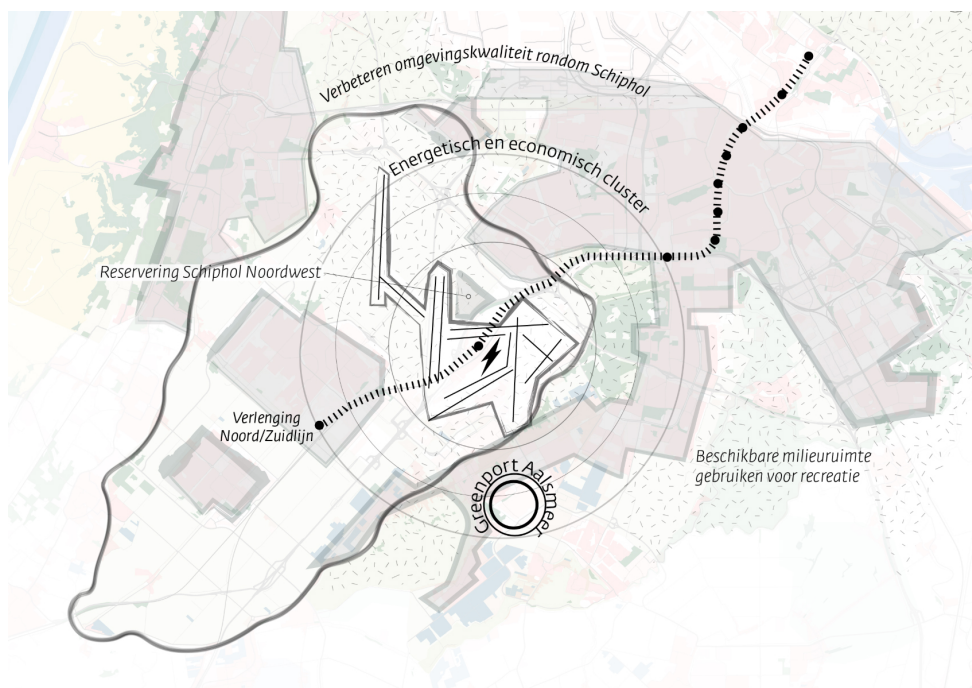 Verbeteren omgevingskwaliteit rondom Schiphol
Energetisch en economisch cluster
Reservering Schiphol Noordwest
Verlenging
Noord/Zuidlijn
Beschikbare milieuruimte
gebruiken voor recreatie
Greenport Aalsmeer